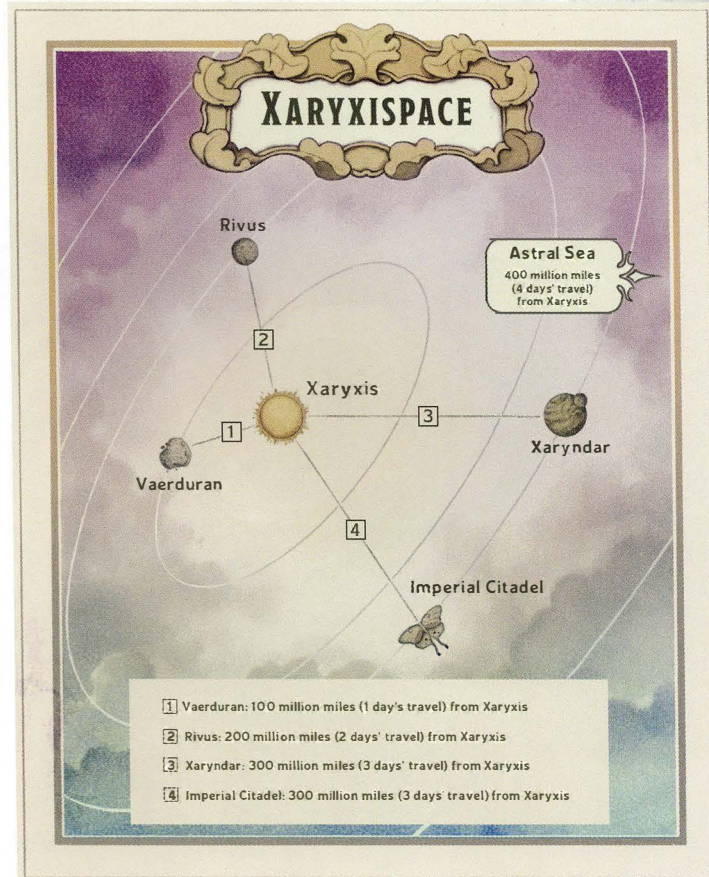 XARYXISPACE
Rivus
Astral Sea
400 million miles
(4 days' travel)
from Xaryxis
2
Xaryxis
1
3
Vaerduran
Xaryndar
4
Imperial Citadel
1 Vaerduran: 100 million miles (1 day's travel) from Xaryxis
2 Rivus: 200 million miles (2 days' travel) from Xaryxis
3 Xaryndar: 300 million miles (3 days' travel) from Xaryxis
4 Imperial Citadel: 300 million miles (3 days' travel) from Xaryxis